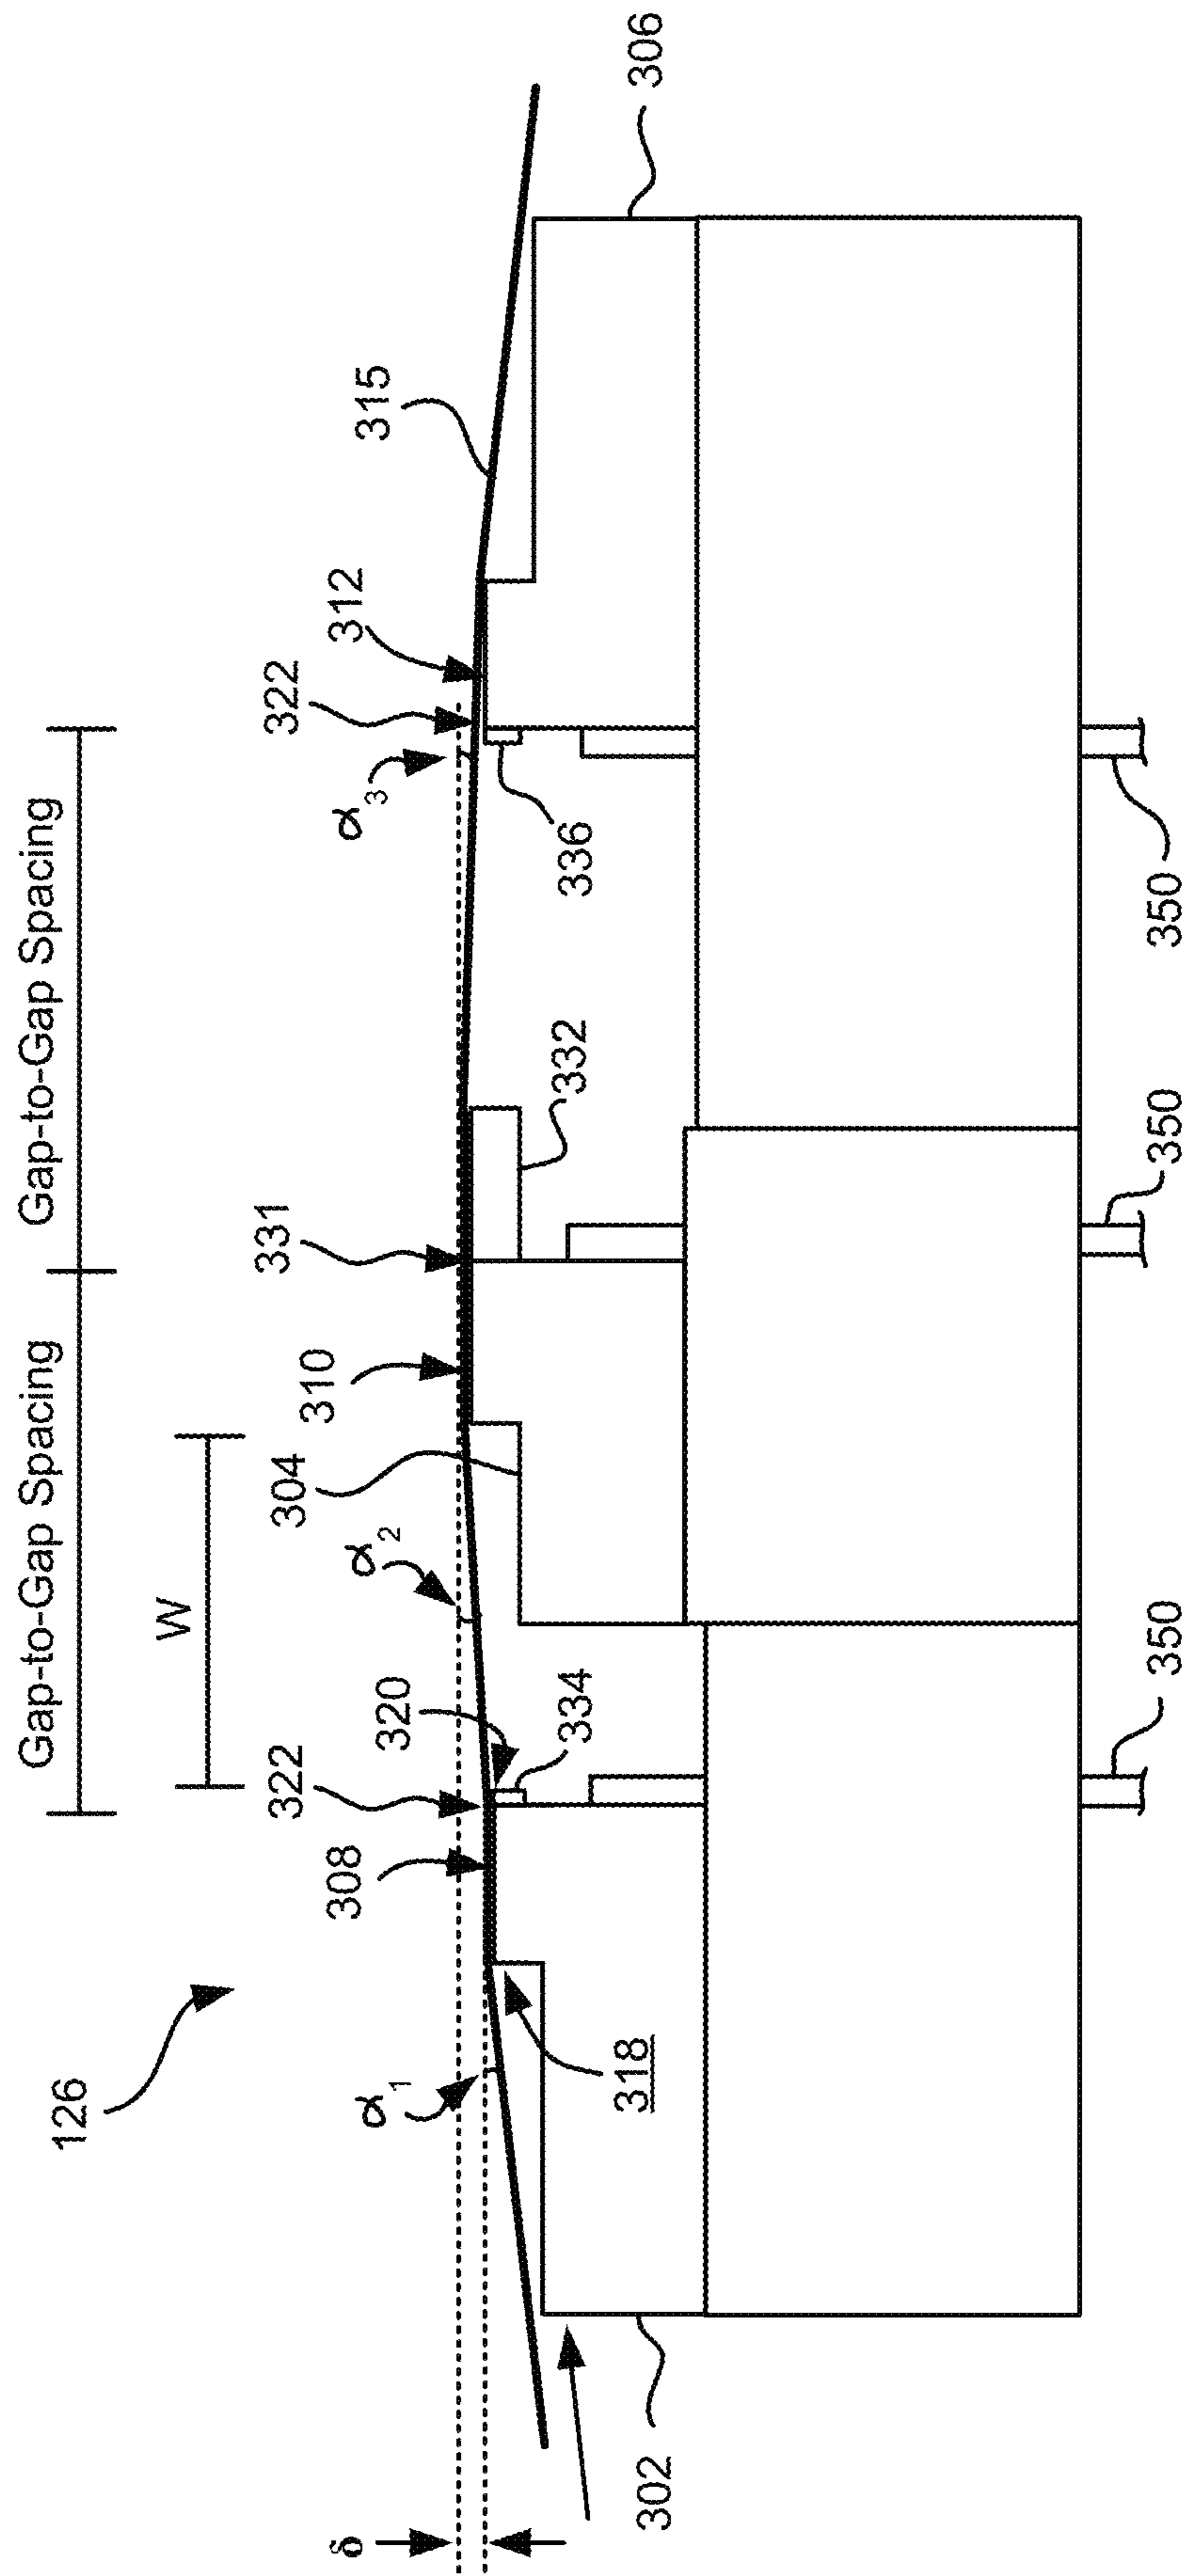 Gap-to-Gap Spacing
Gap-to-Gap Spacing
W
126
δ
α1
308
322
320
334
α2
304
310
331
332
α3
336
322
312
315
306
318
302
350
350
350